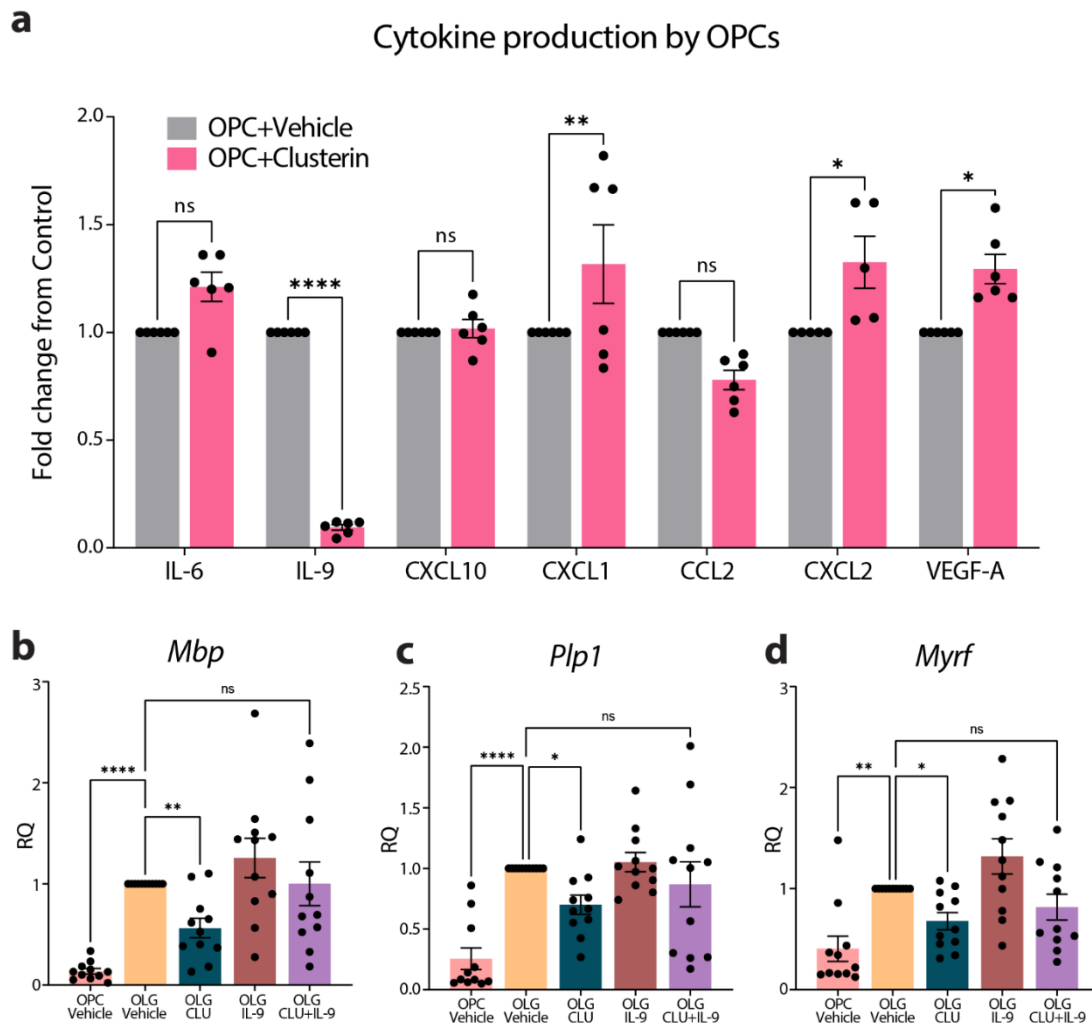 a
Cytokine production by OPCs
Fold change from Control
2.0
1.5
1.0
0.5
0.0
OPC+Vehicle
OPC+Clusterin
ns
****
ns
**
ns
*
*
IL-6
IL-9
CXCL10
CXCL1
CCL2
CXCL2
VEGF-A
b
Mbp
RQ
3
2
1
0
ns
****
**
OPC
Vehicle
OLG
Vehicle
OLG
CLU
OLG
IL-9
OLG
CLU+IL-9
c
Plp1
RQ
2.5
2.0
1.5
1.0
0.5
0.0
ns
****
*
OPC
Vehicle
OLG
Vehicle
OLG
CLU
OLG
IL-9
OLG
CLU+IL-9
d
Myrf
RQ
3
2
1
0
ns
**
*
OPC
Vehicle
OLG
Vehicle
OLG
CLU
OLG
IL-9
OLG
CLU+IL-9